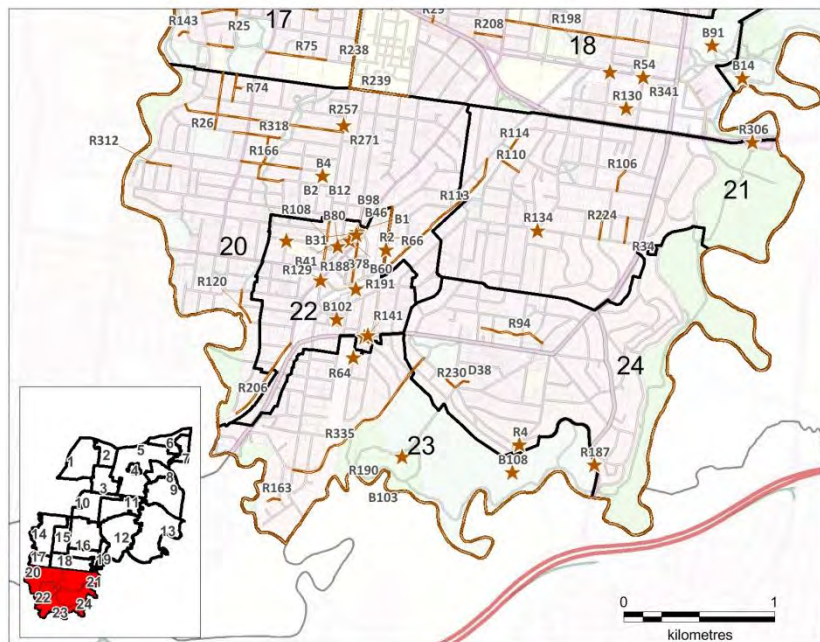 R143
R25
17
R75
R238
R29
R208
R198
18
B91
R54
B14
R341
R130
R239
R74
R257
R26
R318
R271
R306
R312
R166
R114
R110
R106
21
B4
B2
B12
R113
R108
B98
B80
B46
B1
R134
R224
20
B31
R2
R66
R34
B41
R129
R188
378
B60
R120
R191
22
B102
R141
R94
R64
R206
R230
D38
24
R335
R4
23
R190
B108
R187
R163
B103
1
2
5
6
7
4
8
3
9
10
11
14
15
16
12
13
17
18
19
20
21
22
23
24
0
1
kilometres